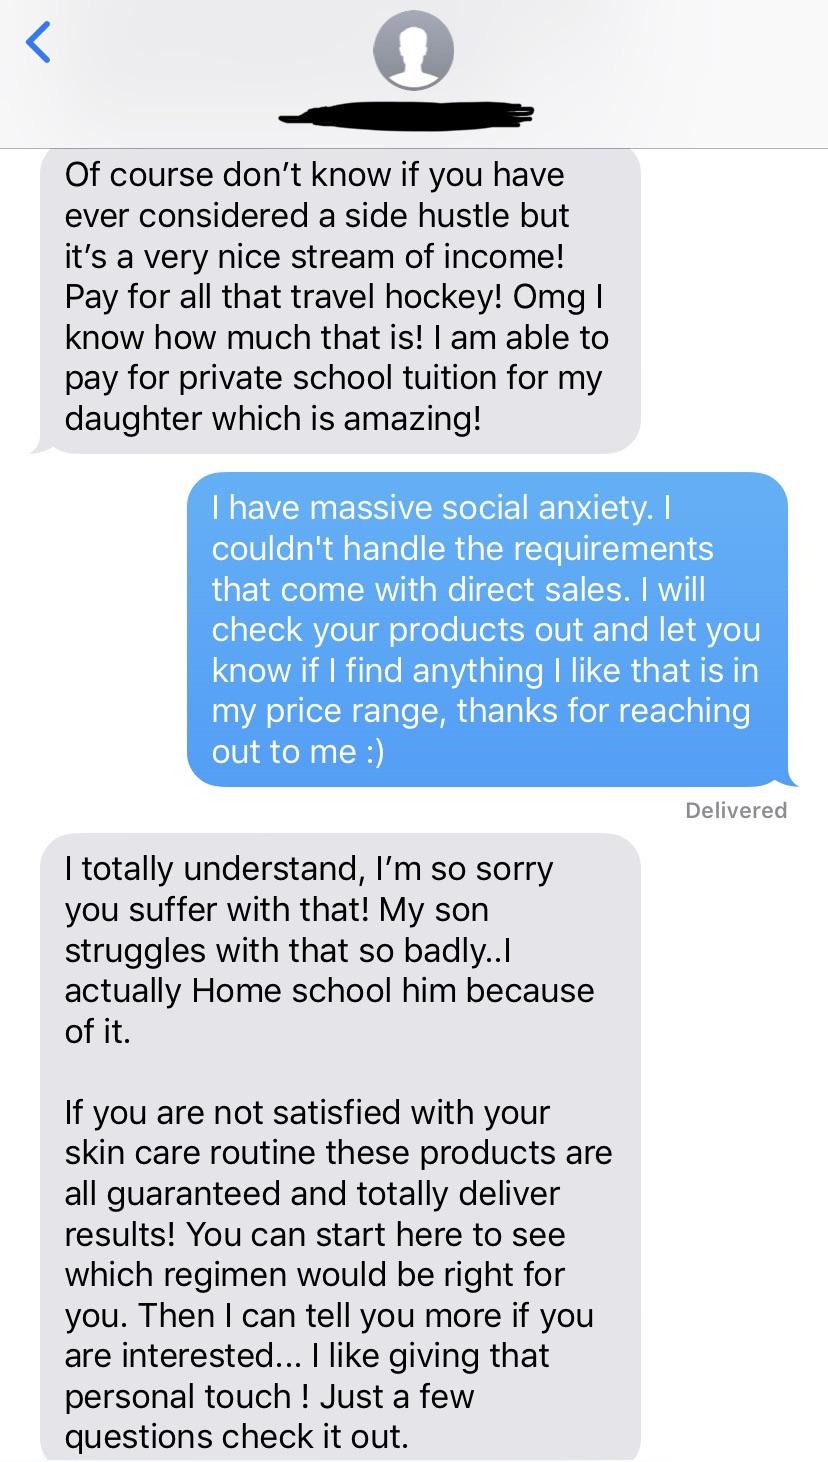 Of course don’t know if you have
ever considered a side hustle but
it’s a very nice stream of income!
Pay for all that travel hockey! Omg I
know how much that is! I am able to
pay for private school tuition for my
daughter which is amazing!
I have massive social anxiety. I
couldn't handle the requirements
that come with direct sales. I will
check your products out and let you
know if I find anything I like that is in
my price range, thanks for reaching
out to me :)
Delivered
I totally understand, I’m so sorry
you suffer with that! My son
struggles with that so badly..I
actually Home school him because
of it.
If you are not satisfied with your
skin care routine these products are
all guaranteed and totally deliver
results! You can start here to see
which regimen would be right for
you. Then I can tell you more if you
are interested... I like giving that
personal touch ! Just a few
questions check it out.